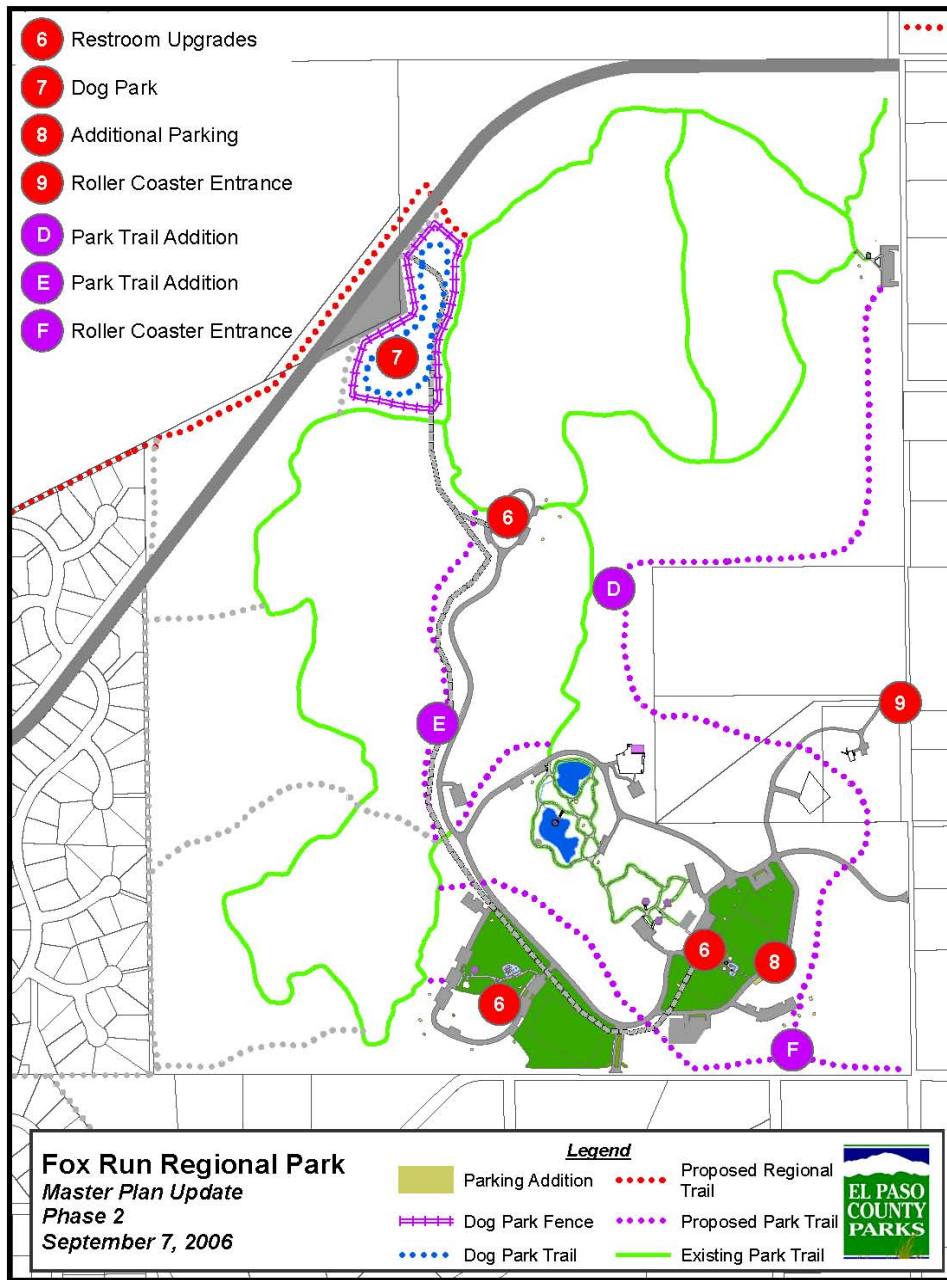 6 Restroom Upgrades
7 Dog Park
8 Additional Parking
9 Roller Coaster Entrance
D Park Trail Addition
E Park Trail Addition
F Roller Coaster Entrance
7
6
D
9
E
6
8
6
F
Fox Run Regional Park
Master Plan Update
Phase 2
September 7, 2006
Legend
Parking Addition
Dog Park Fence
Dog Park Trail
Proposed Regional
Trail
Proposed Park Trail
Existing Park Trail
EL PASO
COUNTY
PARKS